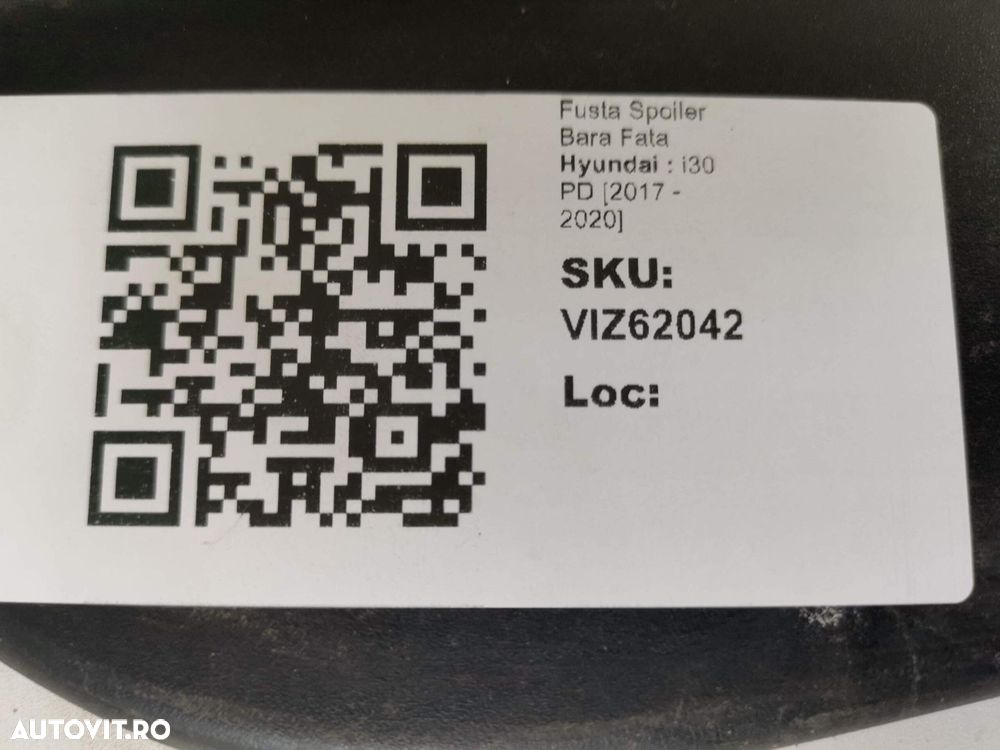 Fusta Spoiler
Bara Fata
Hyundai : i30
PD [2017 -
2020]
SKU:
VIZ62042
Loc:
AUTOVIT.RO